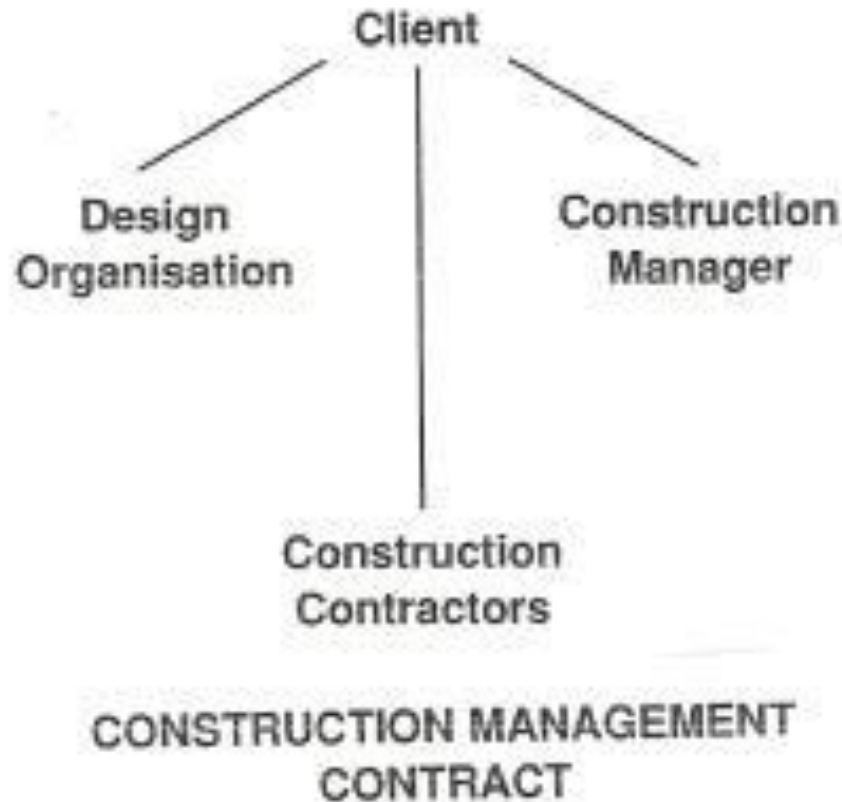 Client
Design
Organisation
Construction
Manager
Construction
Contractors
CONSTRUCTION MANAGEMENT
CONTRACT